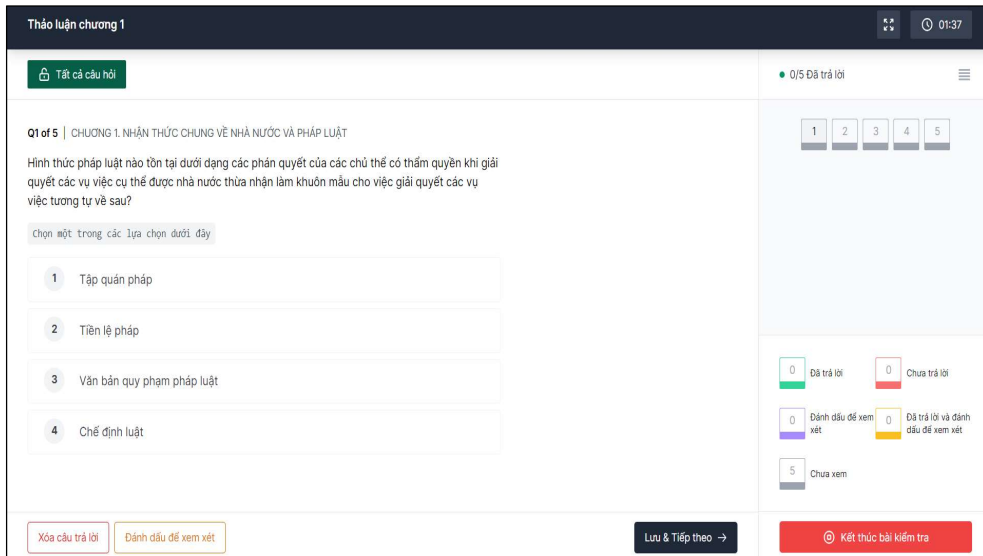 Thảo luận chương 1
01:37
Tất cả câu hỏi
0/5 Đã trả lời
Q1 of 5 | CHƯƠNG 1. NHẬN THỨC CHUNG VỀ NHÀ NƯỚC VÀ PHÁP LUẬT
1 2 3 4 5
Hình thức pháp luật nào tồn tại dưới dạng các phán quyết của các chủ thể có thẩm quyền khi giải
quyết các vụ việc cụ thể được nhà nước thừa nhận làm khuôn mẫu cho việc giải quyết các vụ
việc tương tự về sau?
Chọn một trong các lựa chọn dưới đây
1 Tập quán pháp
2 Tiền lệ pháp
3 Văn bản quy phạm pháp luật
4 Chế định luật
0 Đã trả lời
0 Chưa trả lời
0 Đánh dấu để xem
xét
0 Đã trả lời và đánh
dấu để xem xét
5 Chưa xem
Xóa câu trả lời
Đánh dấu để xem xét
Lưu & Tiếp theo →
Kết thúc bài kiểm tra